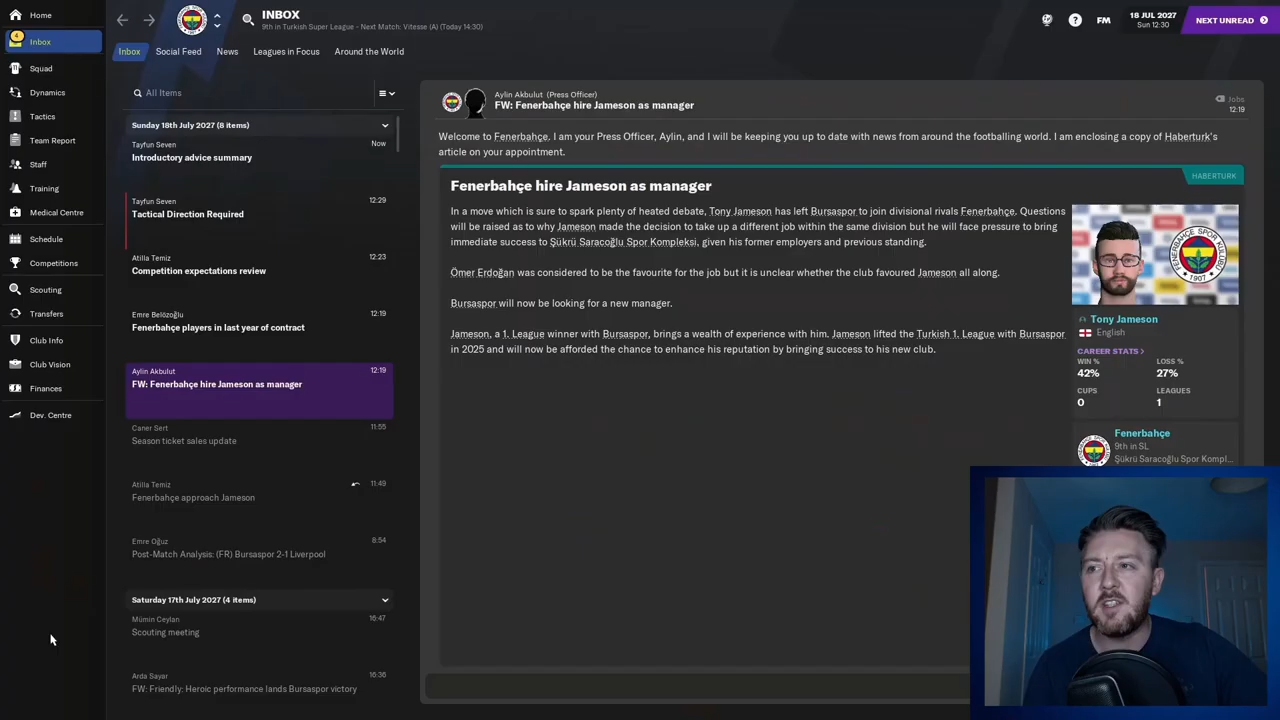 Home
4
Inbox
Squad
Dynamics
Tactics
Team Report
Staff
Training
Medical Centre
Schedule
Competitions
Scouting
Transfers
Club Info
Club Vision
Finances
Dev. Centre
INBOX
9th in Turkish Super League - Next Match: Vitesse (A) (Today 14:30)
?
FM
18 JUL 2027
Sun 12:30
NEXT UNREAD
Inbox
Social Feed
News
Leagues in Focus
Around the World
All Items
Sunday 18th July 2027 (8 items)
Tayfun Seven
Now
Introductory advice summary
Tayfun Seven
12:29
Tactical Direction Required
Atilla Temiz
12:23
Competition expectations review
Emre Belözoğlu
12:19
Fenerbahçe players in last year of contract
Aylin Akbulut
12:19
FW: Fenerbahçe hire Jameson as manager
Caner Sert
11:55
Season ticket sales update
Atilla Temiz
11:49
Fenerbahçe approach Jameson
Emre Oğuz
8:54
Post-Match Analysis: (FR) Bursaspor 2-1 Liverpool
Saturday 17th July 2027 (4 items)
Mümin Ceylan
16:47
Scouting meeting
Arda Sayar
16:36
FW: Friendly: Heroic performance lands Bursaspor victory
Aylin Akbulut (Press Officer)
FW: Fenerbahçe hire Jameson as manager
Jobs
12:19
Welcome to Fenerbahçe. I am your Press Officer, Aylin, and I will be keeping you up to date with news from around the footballing world. I am enclosing a copy of Haberturk's
article on your appointment.
HABERTURK
Fenerbahçe hire Jameson as manager
In a move which is sure to spark plenty of heated debate, Tony Jameson has left Bursaspor to join divisional rivals Fenerbahçe. Questions
will be raised as to why Jameson made the decision to take up a different job within the same division but he will face pressure to bring
immediate success to Şükrü Saracoğlu Spor Kompleksi, given his former employers and previous standing.
Ömer Erdoğan was considered to be the favourite for the job but it is unclear whether the club favoured Jameson all along.
Bursaspor will now be looking for a new manager.
Jameson, a 1. League winner with Bursaspor, brings a wealth of experience with him. Jameson lifted the Turkish 1. League with Bursaspor
in 2025 and will now be afforded the chance to enhance his reputation by bringing success to his new club.
1907
Tony Jameson
English
CAREER STATS >
WIN %
LOSS %
42%
27%
CUPS
LEAGUES
0
1
Fenerbahçe
9th in SL
Şükrü Saracoğlu Spor Kompl...